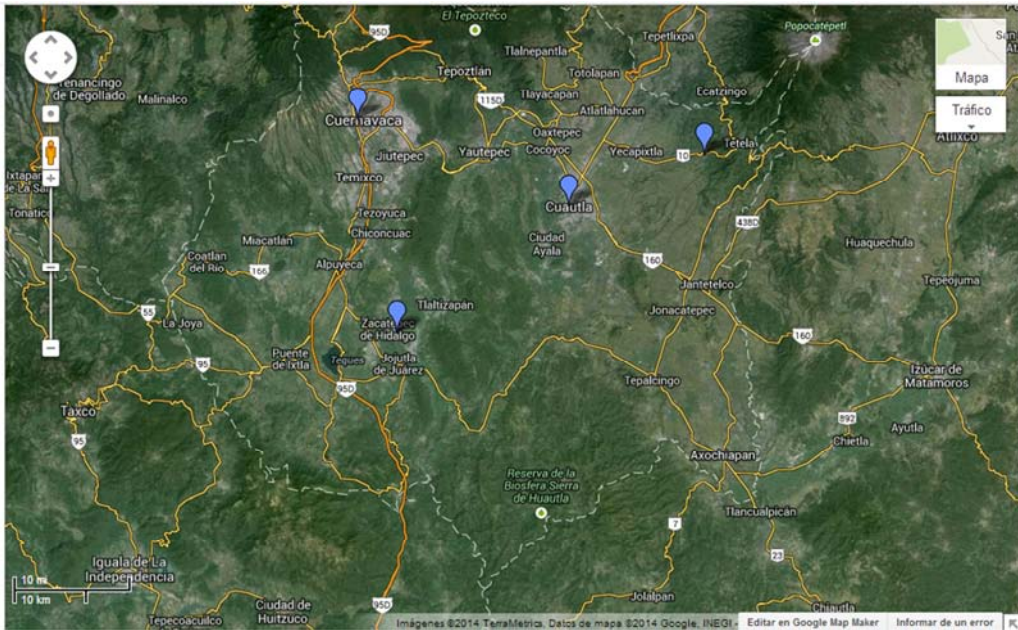 95D
El Tepozteco
Tepetlixpa
Popocatépetl
Tlalnepantla
Tenancingo
de Degollado
Malinalco
Tepoztlán
Totolapan
Mapa
115D
Tlayacapan
Ecatzingo
Atlatlahucan
Tráfico
Cuernavaca
Oaxtepec
Atlixco
Jiutepec
Yautepec
Cocoyoc
Yecapixtla
10
Tetela
Temixco
Tonatico
Tezoyuca
Cuautla
Chiconcuac
438D
Miacatlán
Ciudad
Ayala
Huaquechula
Coatlan
del Río
166
Alpuyeca
160
Jantetelco
Tepeojuma
55
La Joya
Tlaltizapán
Jonacatepec
Zacatepec
de Hidalgo
160
Puente
de Ixtla
Teques
Jojutla
de Juárez
95
95D
Tepalcingo
Izúcar de
Matamoros
Taxco
95
892
Ayutla
Chietla
Axochiapan
Reserva de la
Biosfera Sierra
de Huautla
Tlancualpicán
7
23
Iguala de La
Independencia
10 mi
10 km
Ciudad de
Huitzuco
95D
Jolalpan
Chiautla
Tepecoacuilco
Imágenes ©2014 TerraMetrics, Datos de mapa ©2014 Google, INEGI -
Editar en Google Map Maker
Informar de un error